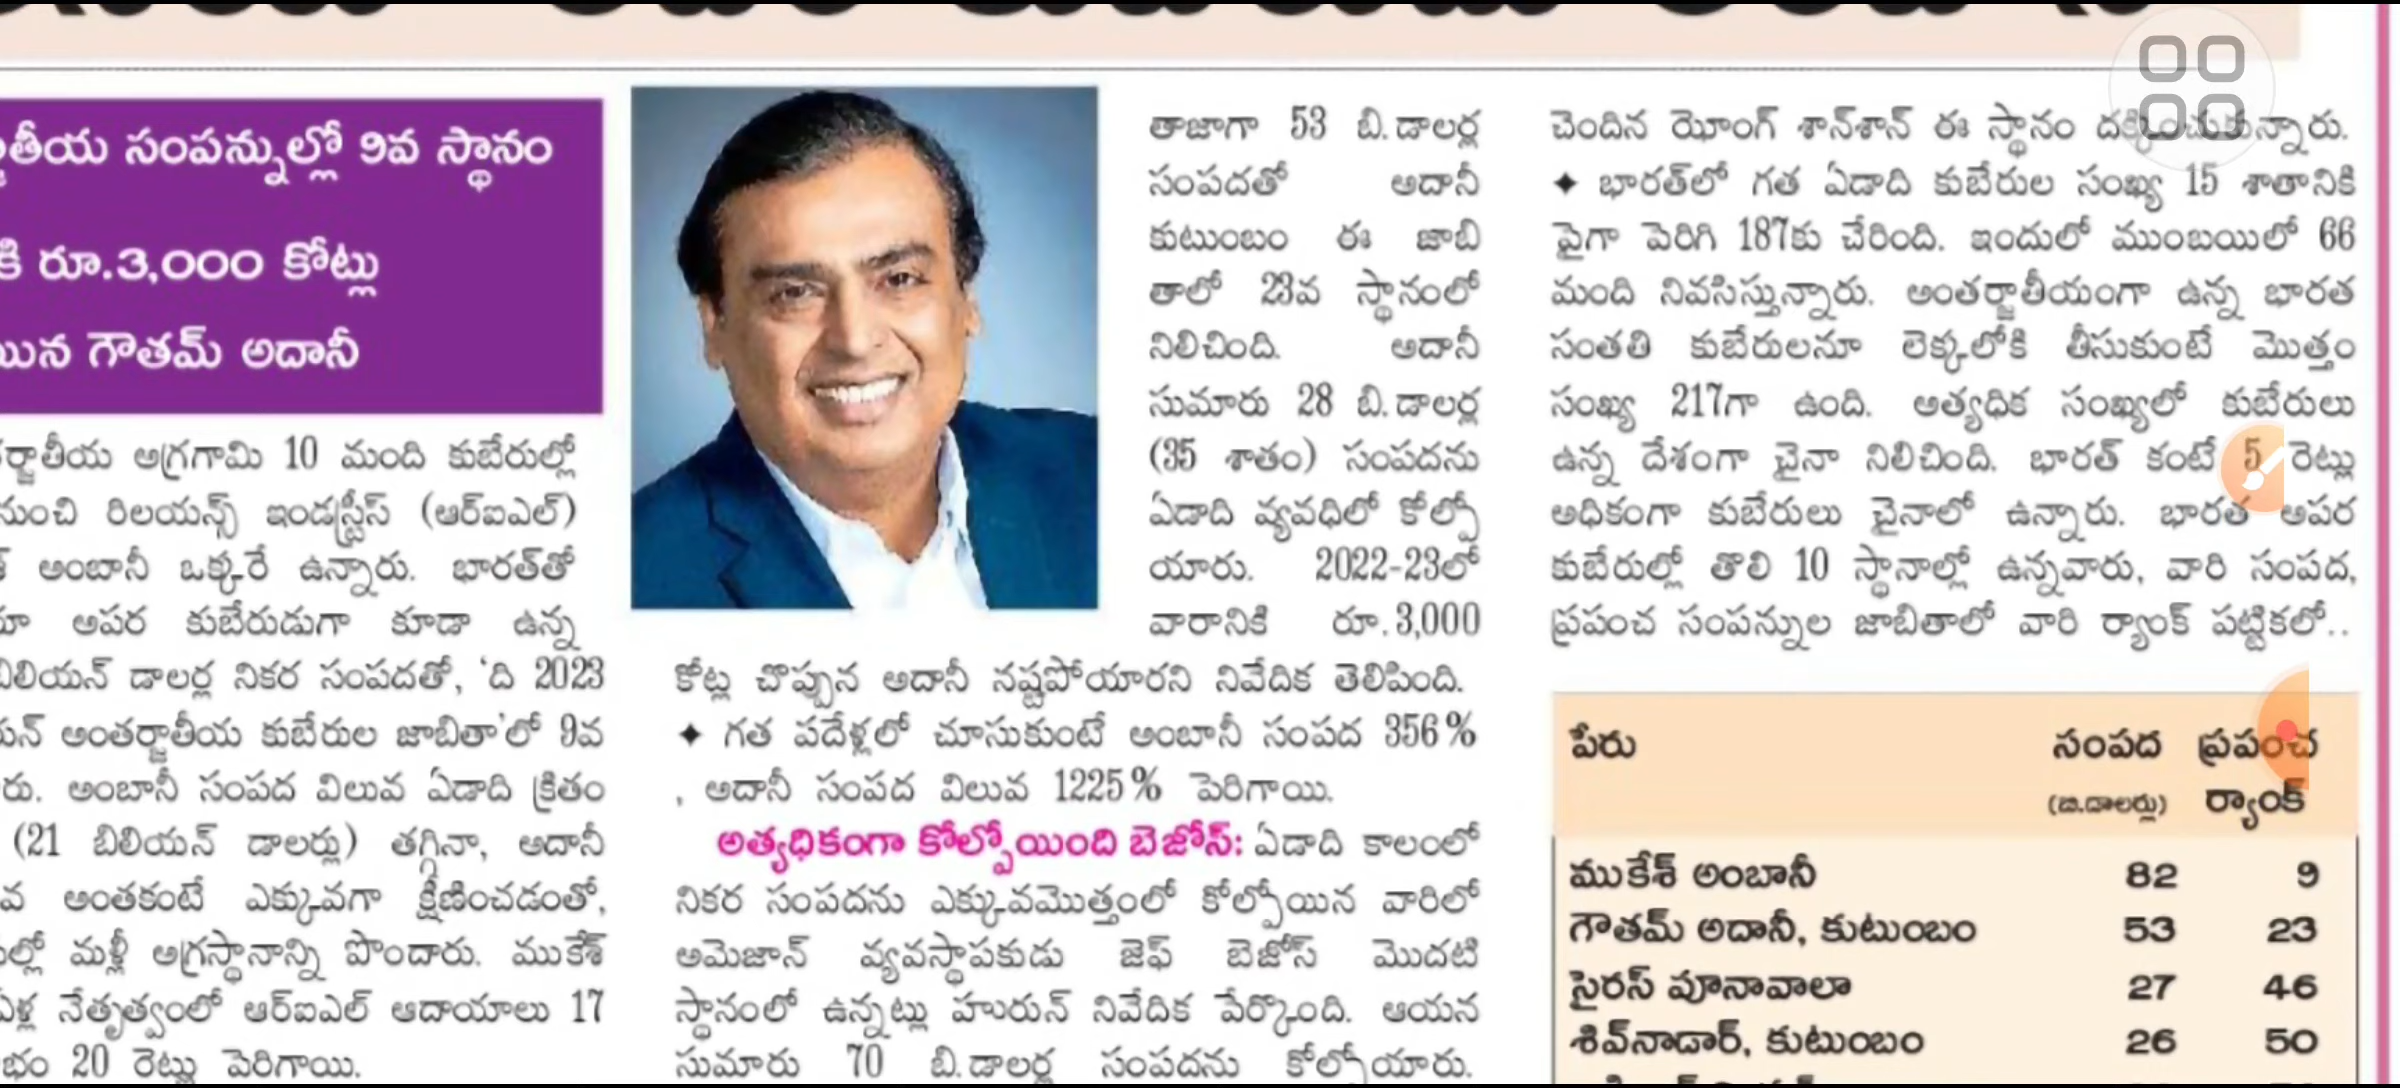 సంపన్నుల్లో 9వ స్థానం
కి రూ.3,000 కోట్లు
గౌతమ్ అదానీ
అగ్రగామి 10 మంది కుబేరుల్లో
నుంచి రిలయన్స్ ఇండస్ట్రీస్ (ఆర్ఐఎల్)
అంబానీ ఒక్కరే ఉన్నారు. భారత్‌తో
అపర కుబేరుడుగా కూడా ఉన్న
డాలర్ల నికర సంపదతో, ‘ది 2023
అంతర్జాతీయ కుబేరుల జాబితా’లో 9వ
అంబానీ సంపద విలువ ఏడాది క్రితం
(21 బిలియన్ డాలర్లు) తగ్గినా, అదానీ
అంతకంటే ఎక్కువగా క్షీణించడంతో,
మళ్లీ అగ్రస్థానాన్ని పొందారు. ముకేశ్
నేతృత్వంలో ఆర్ఐఎల్ ఆదాయాలు 17
20 రెట్లు పెరిగాయి.
తాజాగా 53 బి.డాలర్ల
సంపదతో అదానీ
కుటుంబం ఈ జాబి
తాలో 23వ స్థానంలో
నిలిచింది. అదానీ
సుమారు 28 బి.డాలర్ల
(35 శాతం) సంపదను
ఏడాది వ్యవధిలో కోల్పో
యారు. 2022-23లో
వారానికి రూ.3,000
కోట్ల చొప్పున అదానీ నష్టపోయారని నివేదిక తెలిపింది.
✦ గత పదేళ్లలో చూసుకుంటే అంబానీ సంపద 356%
, అదానీ సంపద విలువ 1225% పెరిగాయి.
అత్యధికంగా కోల్పోయింది బెజోస్: ఏడాది కాలంలో
నికర సంపదను ఎక్కువమొత్తంలో కోల్పోయిన వారిలో
అమెజాన్ వ్యవస్థాపకుడు జెఫ్ బెజోస్ మొదటి
స్థానంలో ఉన్నట్లు హురున్ నివేదిక పేర్కొంది. ఆయన
సుమారు 70 బి.డాలర్ల సంపదను కోల్పోయారు.
చెందిన ఝోంగ్ శాన్‌శాన్ ఈ స్థానం దక్కించుకున్నారు.
✦ భారత్‌లో గత ఏడాది కుబేరుల సంఖ్య 15 శాతానికి
పైగా పెరిగి 187కు చేరింది. ఇందులో ముంబయిలో 66
మంది నివసిస్తున్నారు. అంతర్జాతీయంగా ఉన్న భారత
సంతతి కుబేరులనూ లెక్కలోకి తీసుకుంటే మొత్తం
సంఖ్య 217గా ఉంది. అత్యధిక సంఖ్యలో కుబేరులు
ఉన్న దేశంగా చైనా నిలిచింది. భారత్ కంటే 5 రెట్లు
అధికంగా కుబేరులు చైనాలో ఉన్నారు. భారత అపర
కుబేరుల్లో తొలి 10 స్థానాల్లో ఉన్నవారు, వారి సంపద,
ప్రపంచ సంపన్నుల జాబితాలో వారి ర్యాంక్ పట్టికలో..
పేరు సంపద ప్రపంచ
(బి.డాలర్లు) ర్యాంక్
ముకేశ్ అంబానీ 82 9
గౌతమ్ అదానీ, కుటుంబం 53 23
సైరస్ పూనావాలా 27 46
శివ్‌నాడార్, కుటుంబం 26 50